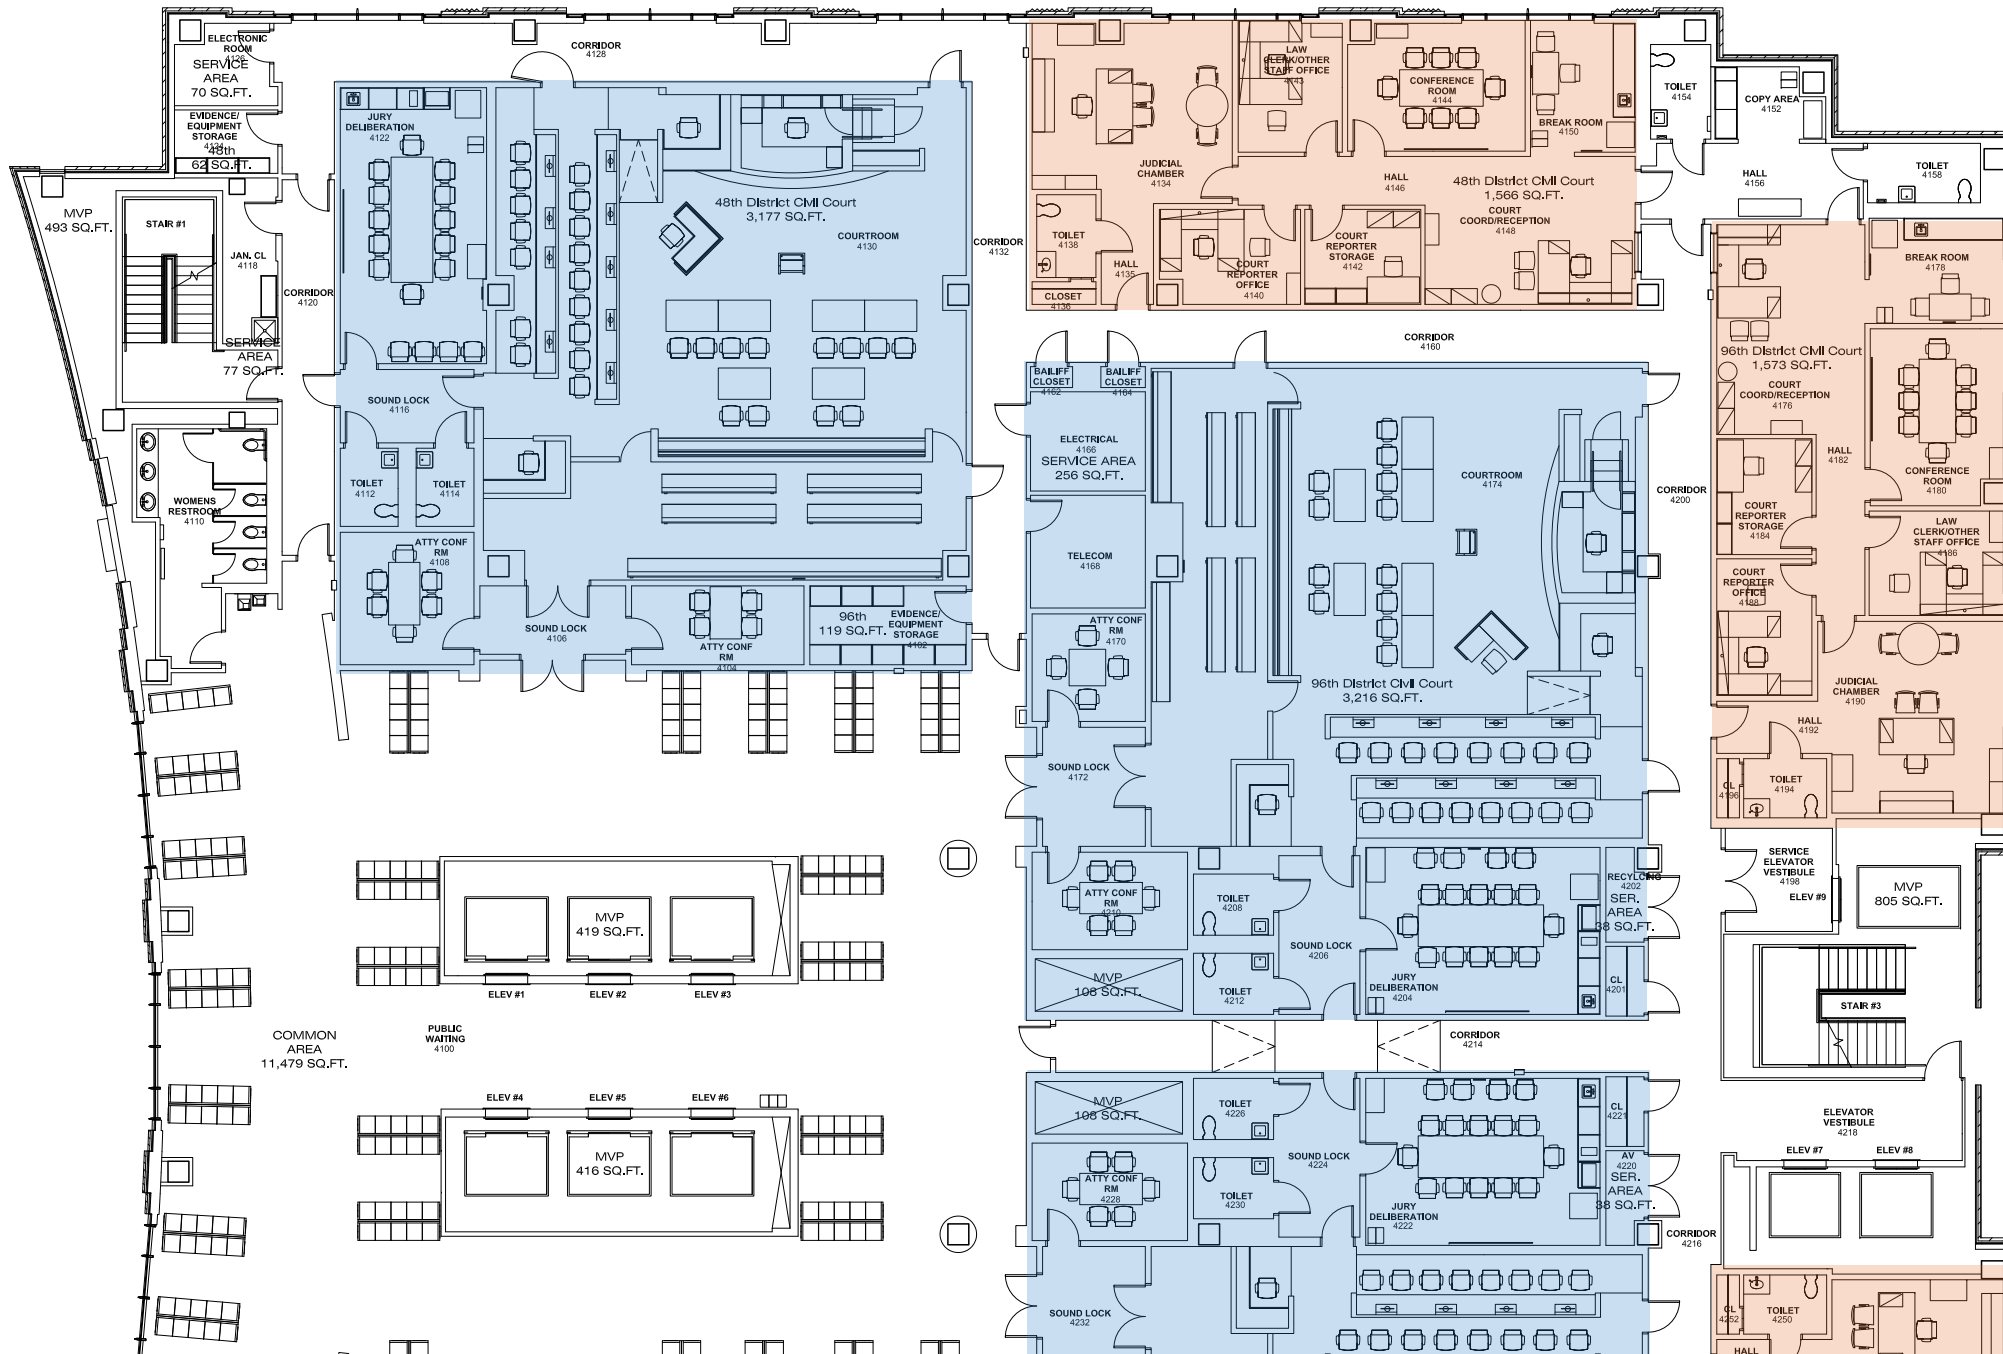 ELECTRONIC
ROOM
4126
SERVICE
AREA
70 SQ.FT.
EVIDENCE/
EQUIPMENT
STORAGE
4124
48th
62 SQ.FT.
MVP
493 SQ.FT.
STAIR #1
JAN. CL
4118
SERVICE
AREA
77 SQ.FT.
CORRIDOR
4120
CORRIDOR
4128
JURY
DELIBERATION
4122
48th District Civil Court
3,177 SQ.FT.
COURTROOM
4130
CORRIDOR
4132
SOUND LOCK
4116
TOILET
4112
TOILET
4114
WOMENS
RESTROOM
4110
ATTY CONF
RM
4108
SOUND LOCK
4106
ATTY CONF
RM
4104
96th
119 SQ.FT.
EVIDENCE/
EQUIPMENT
STORAGE
4102
JUDICIAL
CHAMBER
4134
LAW
CLERK/OTHER
STAFF OFFICE
4143
CONFERENCE
ROOM
4144
BREAK ROOM
4150
HALL
4146
48th District Civil Court
1,566 SQ.FT.
COURT
COORD/RECEPTION
4148
TOILET
4138
HALL
4135
CLOSET
4136
COURT
REPORTER
OFFICE
4140
COURT
REPORTER
STORAGE
4142
TOILET
4154
COPY AREA
4152
HALL
4156
TOILET
4158
CORRIDOR
4160
BAILIFF
CLOSET
4162
BAILIFF
CLOSET
4164
ELECTRICAL
4166
SERVICE AREA
256 SQ.FT.
TELECOM
4168
ATTY CONF
RM
4170
SOUND LOCK
4172
COURTROOM
4174
96th District Civil Court
3,216 SQ.FT.
CORRIDOR
4200
BREAK ROOM
4178
96th District Civil Court
1,573 SQ.FT.
COURT
COORD/RECEPTION
4176
HALL
4182
CONFERENCE
ROOM
4180
COURT
REPORTER
STORAGE
4184
LAW
CLERK/OTHER
STAFF OFFICE
4186
COURT
REPORTER
OFFICE
4188
JUDICIAL
CHAMBER
4190
HALL
4192
CL
4196
TOILET
4194
SERVICE
ELEVATOR
VESTIBULE
4198
ELEV #9
MVP
805 SQ.FT.
STAIR #3
ELEVATOR
VESTIBULE
4218
ELEV #7
ELEV #8
ATTY CONF
RM
4210
TOILET
4208
SOUND LOCK
4206
MVP
108 SQ.FT.
TOILET
4212
JURY
DELIBERATION
4204
RECYLCING
4202
SER.
AREA
38 SQ.FT.
CL
4201
CORRIDOR
4214
MVP
419 SQ.FT.
ELEV #1
ELEV #2
ELEV #3
COMMON
AREA
11,479 SQ.FT.
PUBLIC
WAITING
4100
ELEV #4
ELEV #5
ELEV #6
MVP
416 SQ.FT.
MVP
108 SQ.FT.
TOILET
4226
SOUND LOCK
4224
ATTY CONF
RM
4228
TOILET
4230
JURY
DELIBERATION
4222
CL
4221
AV
4220
SER.
AREA
38 SQ.FT.
CORRIDOR
4216
SOUND LOCK
4232
CL
4252
TOILET
4250
HALL